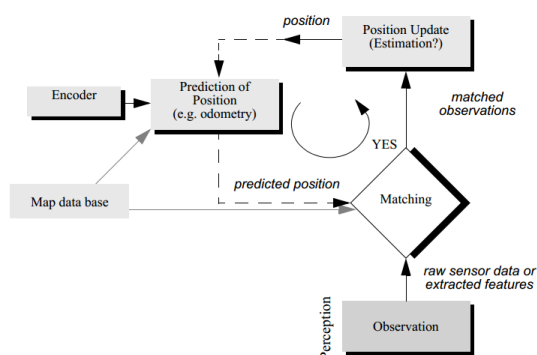 position
Position Update
(Estimation?)
Encoder
Prediction of
Position
(e.g. odometry)
matched
observations
YES
predicted position
Map data base
Matching
raw sensor data or
extracted features
Perception
Observation